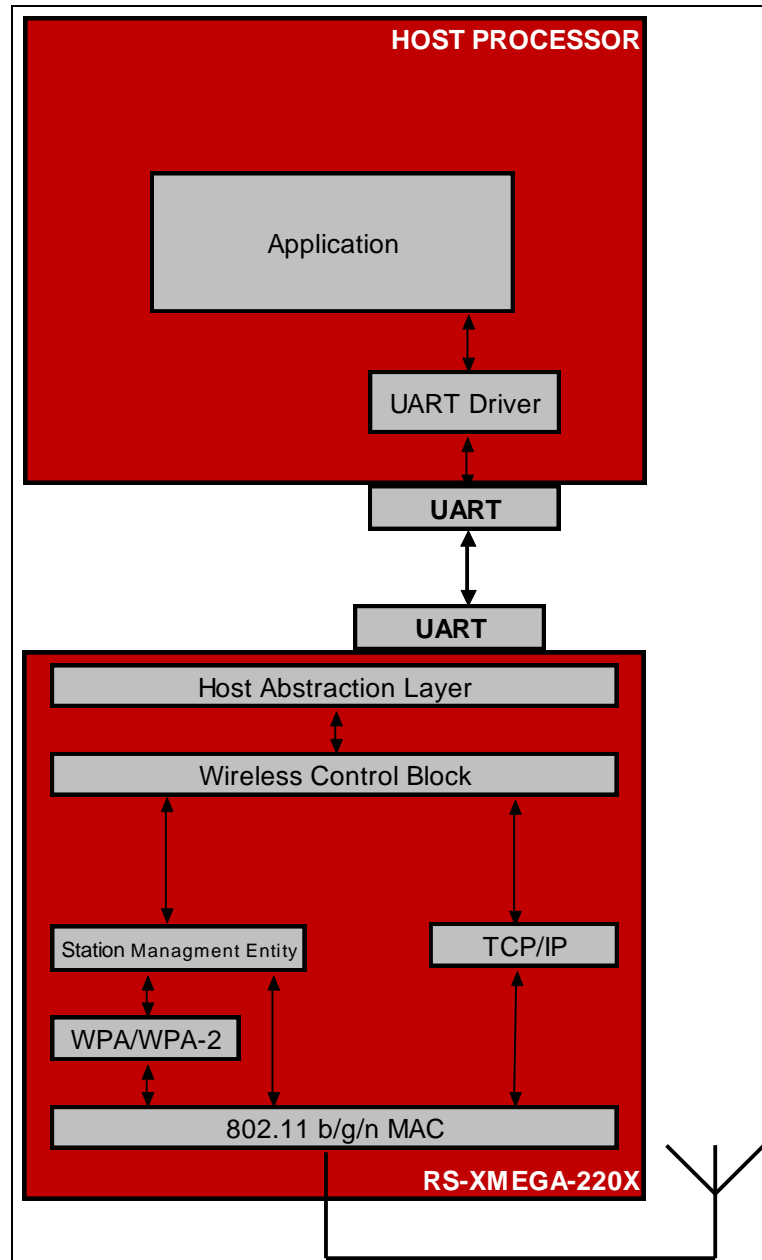 HOST PROCESSOR
Application
UART Driver
UART
UART
Host Abstraction Layer
Wireless Control Block
Station Managment Entity
TCP/IP
WPA/WPA-2
802.11 b/g/n MAC
RS-XMEGA-220X